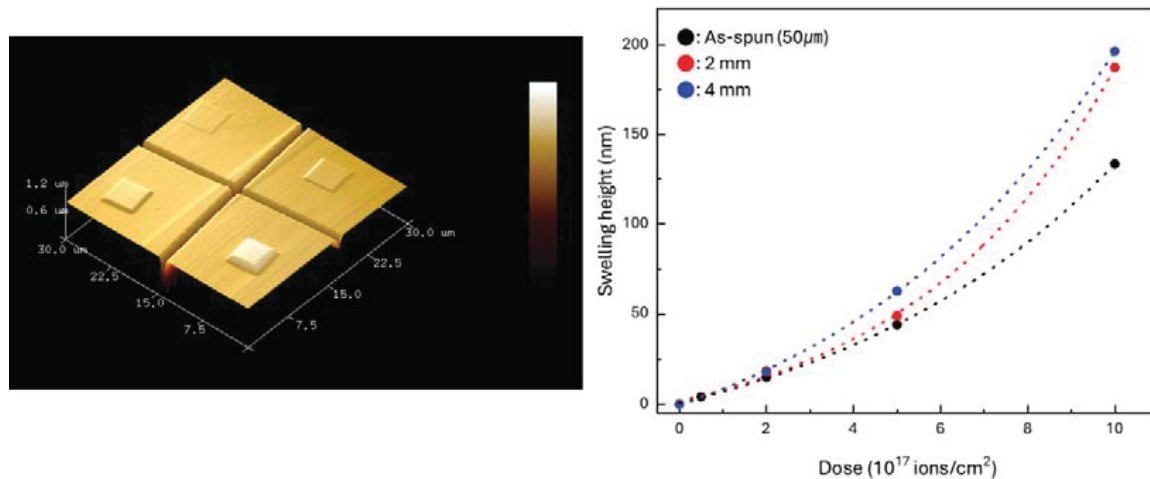 1.2 um
0.6 um
30.0 um
22.5
15.0
7.5
7.5
15.0
22.5
30.0 um
●: As-spun (50㎛)
●: 2 mm
●: 4 mm
Swelling height (nm)
200
150
100
50
0
0
2
4
6
8
10
Dose (10¹⁷ ions/cm²)